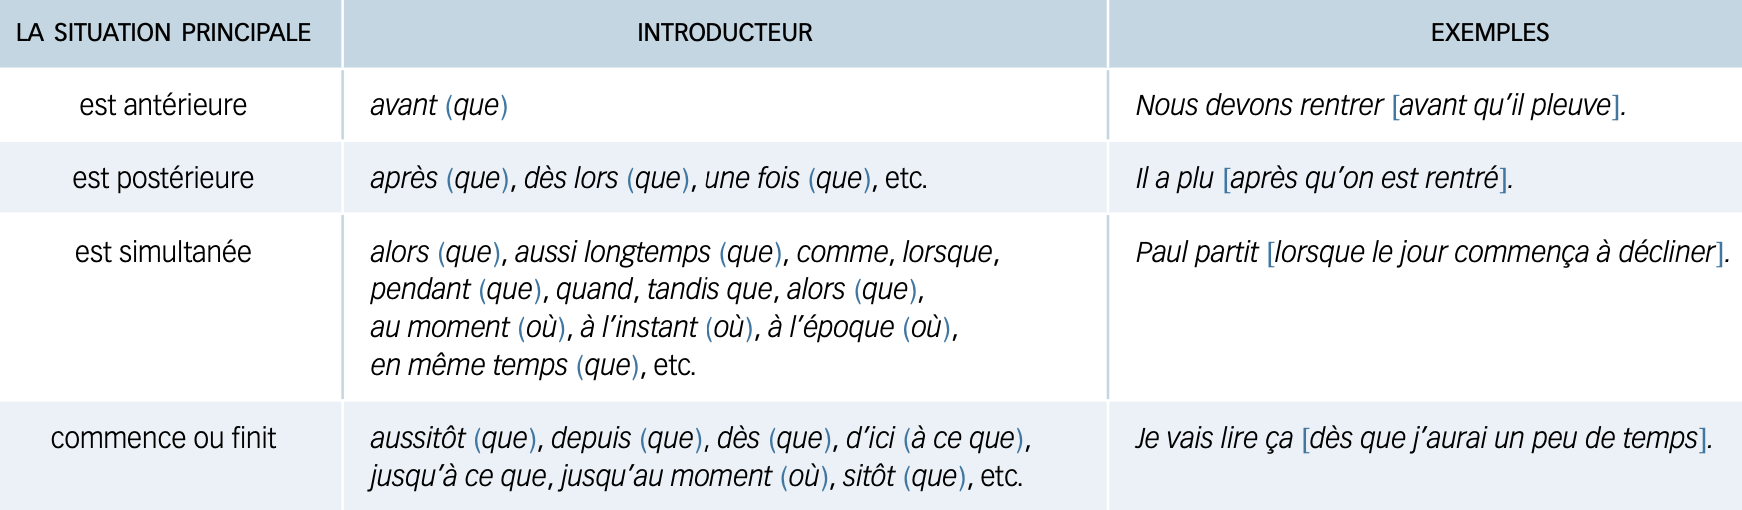 LA SITUATION PRINCIPALE INTRODUCTEUR EXEMPLES
est antérieure avant (que) Nous devons rentrer [avant qu’il pleuve].
est postérieure après (que), dès lors (que), une fois (que), etc. Il a plu [après qu’on est rentré].
est simultanée alors (que), aussi longtemps (que), comme, lorsque, Paul partit [lorsque le jour commença à décliner].
pendant (que), quand, tandis que, alors (que),
au moment (où), à l’instant (où), à l’époque (où),
en même temps (que), etc.
commence ou finit aussitôt (que), depuis (que), dès (que), d’ici (à ce que), Je vais lire ça [dès que j’aurai un peu de temps].
jusqu’à ce que, jusqu’au moment (où), sitôt (que), etc.